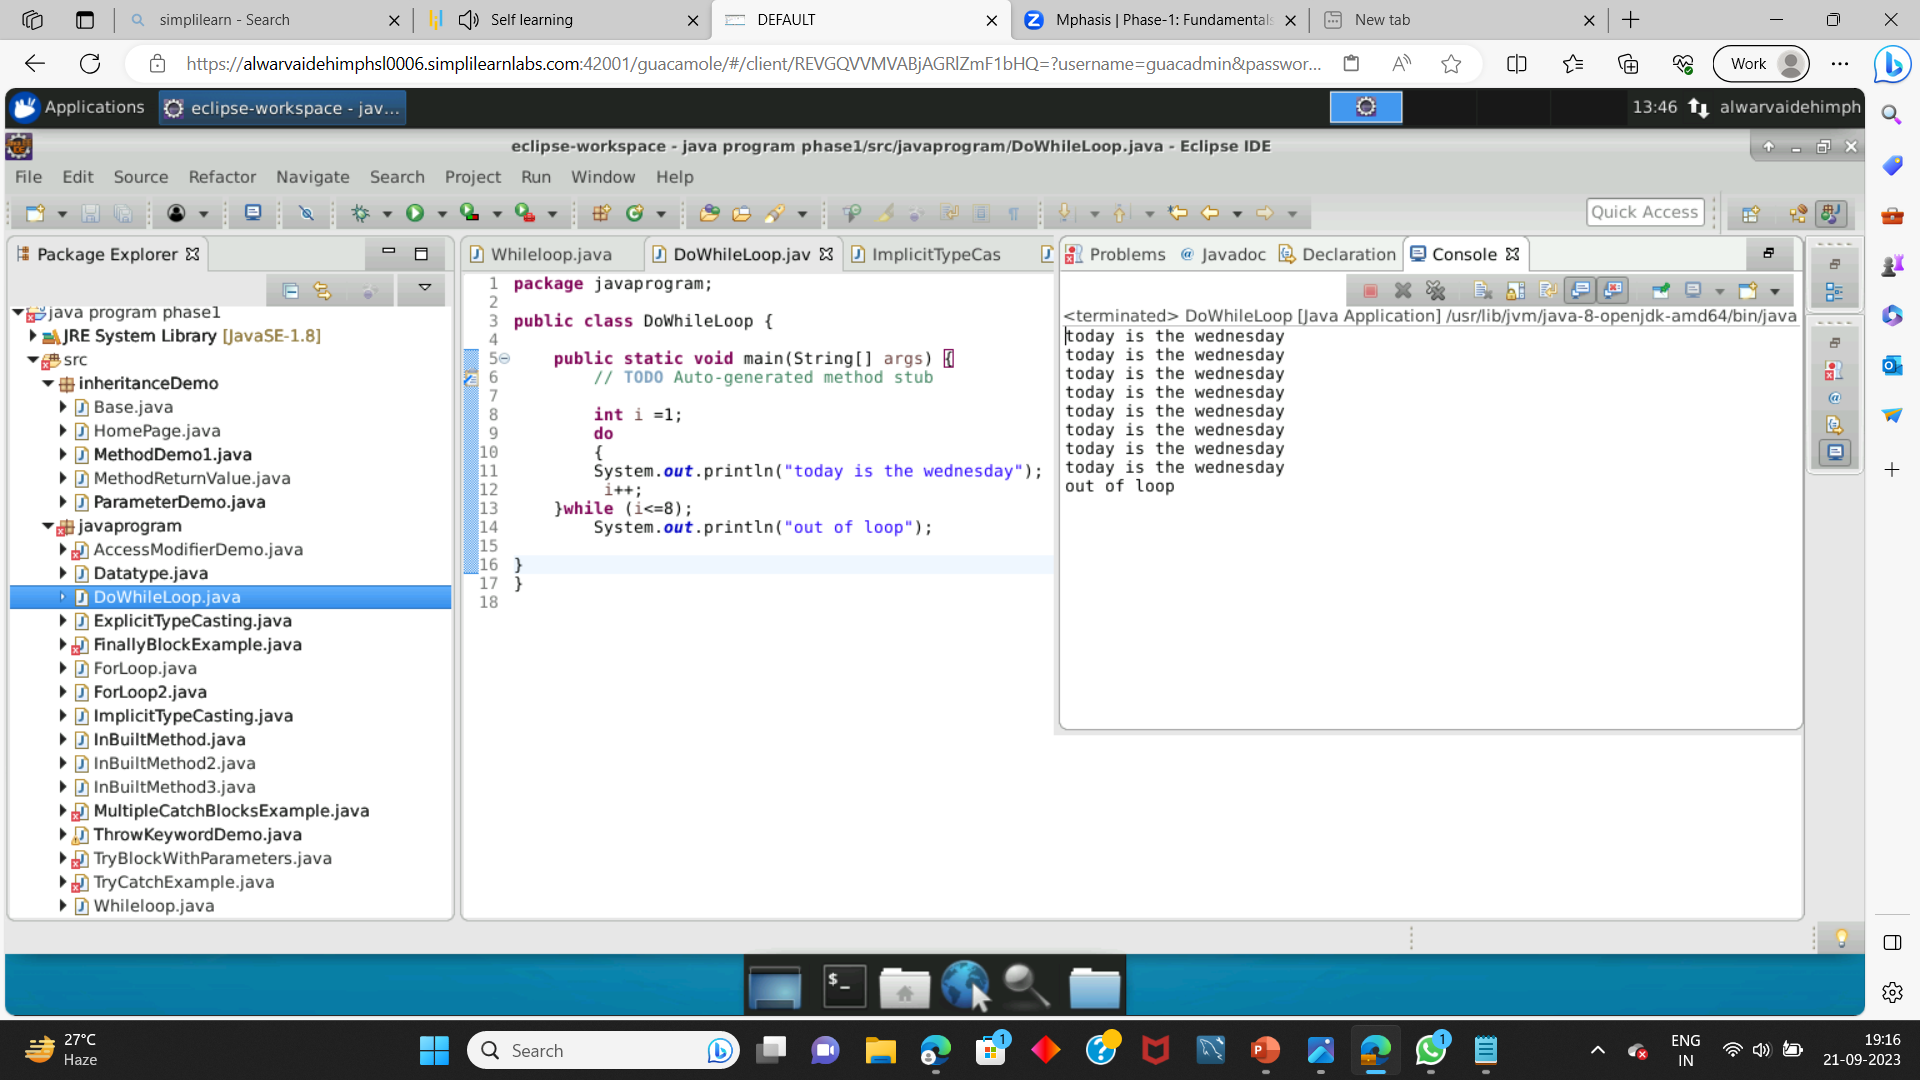 simplilearn - Search
Self learning
DEFAULT
Mphasis | Phase-1: Fundamentals
New tab
https://alwarvaidehimphsl0006.simplilearnlabs.com:42001/guacamole/#/client/REVGQVVMVABjAGRlZmF1bHQ=?username=guacadmin&passwor...
Work
Applications
eclipse-workspace - jav...
13:46
alwarvaidehimph
eclipse-workspace - java program phase1/src/javaprogram/DoWhileLoop.java - Eclipse IDE
File Edit Source Refactor Navigate Search Project Run Window Help
Quick Access
Package Explorer
java program phase1
JRE System Library [JavaSE-1.8]
src
inheritanceDemo
Base.java
HomePage.java
MethodDemo1.java
MethodReturnValue.java
ParameterDemo.java
javaprogram
AccessModifierDemo.java
Datatype.java
DoWhileLoop.java
ExplicitTypeCasting.java
FinallyBlockExample.java
ForLoop.java
ForLoop2.java
ImplicitTypeCasting.java
InBuiltMethod.java
InBuiltMethod2.java
InBuiltMethod3.java
MultipleCatchBlocksExample.java
ThrowKeywordDemo.java
TryBlockWithParameters.java
TryCatchExample.java
Whileloop.java
Whileloop.java DoWhileLoop.jav ImplicitTypeCas
1 package javaprogram;
2
3 public class DoWhileLoop {
4
5 public static void main(String[] args) {
6 // TODO Auto-generated method stub
7
8 int i =1;
9 do
10 {
11 System.out.println("today is the wednesday");
12 i++;
13 }while (i<=8);
14 System.out.println("out of loop");
15
16 }
17 }
18
Problems Javadoc Declaration Console
<terminated> DoWhileLoop [Java Application] /usr/lib/jvm/java-8-openjdk-amd64/bin/java
today is the wednesday
today is the wednesday
today is the wednesday
today is the wednesday
today is the wednesday
today is the wednesday
today is the wednesday
today is the wednesday
out of loop
27°C
Haze
Search
1
1
ENG
IN
19:16
21-09-2023